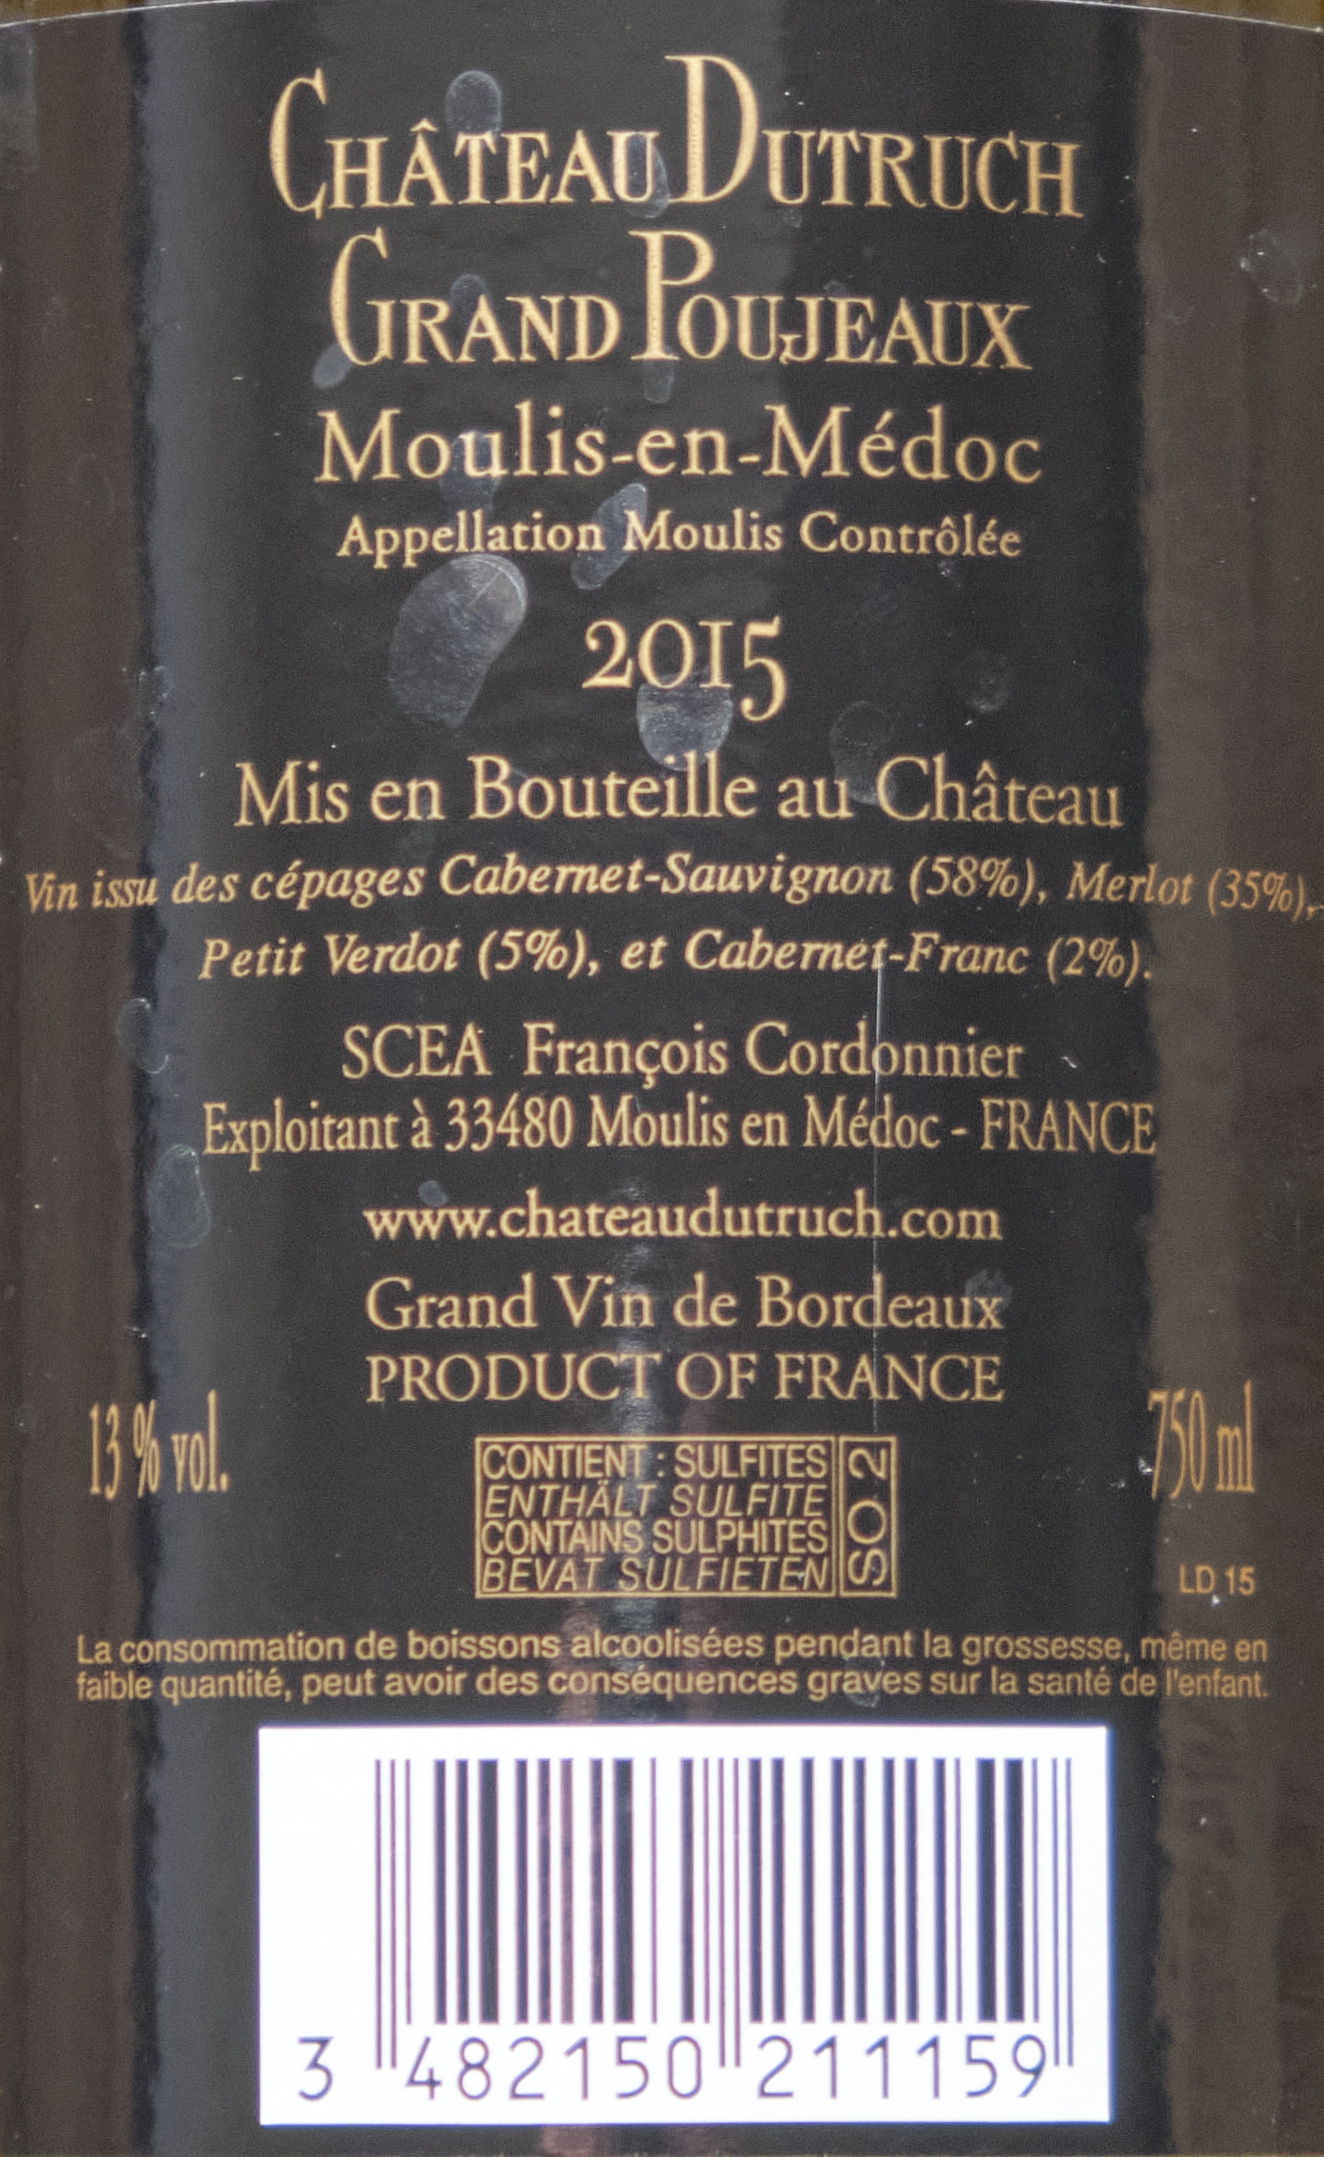 CHÂTEAU DUTRUCH
GRAND POUJEAUX
Moulis-en-Médoc
Appellation Moulis Contrôlée
2015
Mis en Bouteille au Château
Vin issu des cépages Cabernet-Sauvignon (58%), Merlot (35%),
Petit Verdot (5%), et Cabernet-Franc (2%).
SCEA François Cordonnier
Exploitant à 33480 Moulis en Médoc - FRANCE
www.chateaudutruch.com
Grand Vin de Bordeaux
PRODUCT OF FRANCE
13 % vol.
750 ml
CONTIENT : SULFITES
ENTHÄLT SULFITE
CONTAINS SULPHITES
BEVAT SULFIETEN
SO 2
LD 15
La consommation de boissons alcoolisées pendant la grossesse, même en
faible quantité, peut avoir des conséquences graves sur la santé de l'enfant.
3 482150 211159